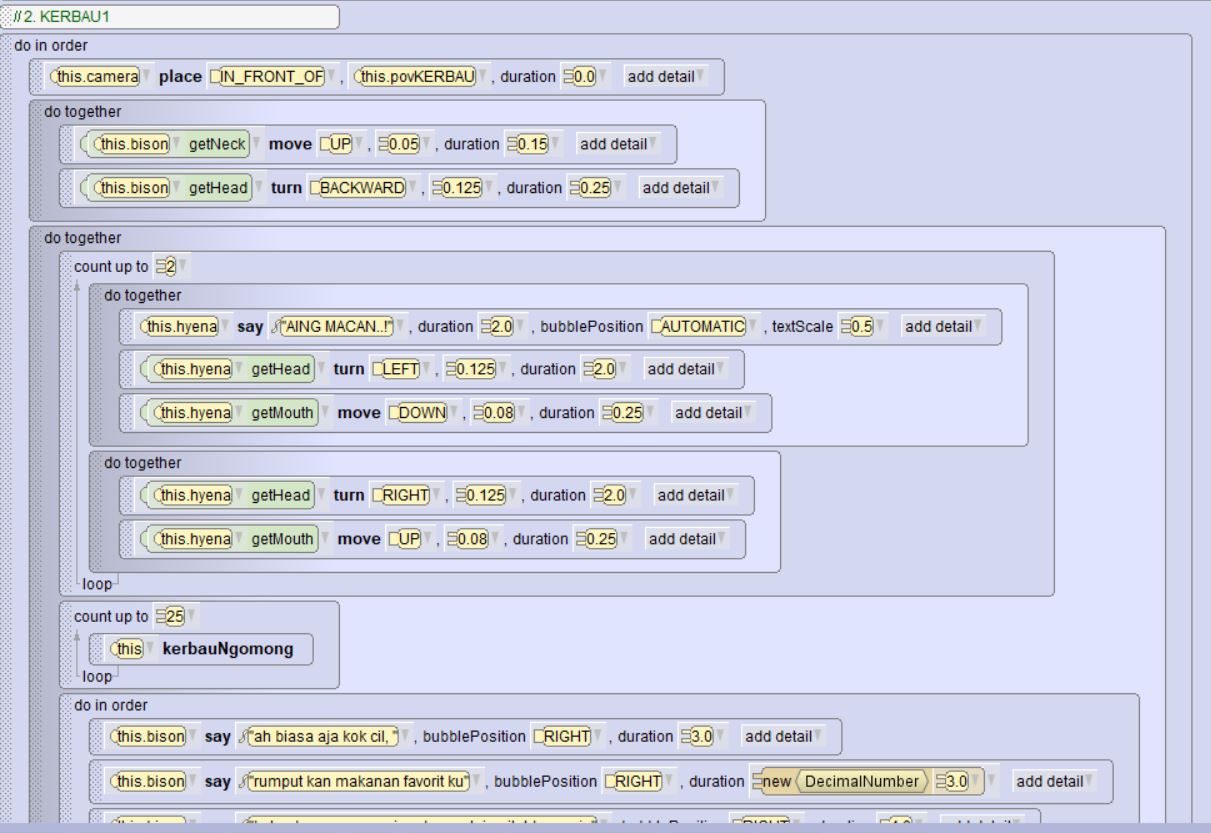 //2. KERBAU1
do in order
this.camera place IN_FRONT_OF , this.povKERBAU , duration 0.0 add detail
do together
this.bison getNeck move UP , 0.05 , duration 0.15 add detail
this.bison getHead turn BACKWARD , 0.125 , duration 0.25 add detail
do together
count up to 2
do together
this.hyena say "AING MACAN..!" , duration 2.0 , bubblePosition AUTOMATIC , textScale 0.5 add detail
this.hyena getHead turn LEFT , 0.125 , duration 2.0 add detail
this.hyena getMouth move DOWN , 0.08 , duration 0.25 add detail
do together
this.hyena getHead turn RIGHT , 0.125 , duration 2.0 add detail
this.hyena getMouth move UP , 0.08 , duration 0.25 add detail
loop
count up to 25
this kerbauNgomong
loop
do in order
this.bison say "ah biasa aja kok cil, " , bubblePosition RIGHT , duration 3.0 add detail
this.bison say "rumput kan makanan favorit ku" , bubblePosition RIGHT , duration new DecimalNumber 3.0 add detail